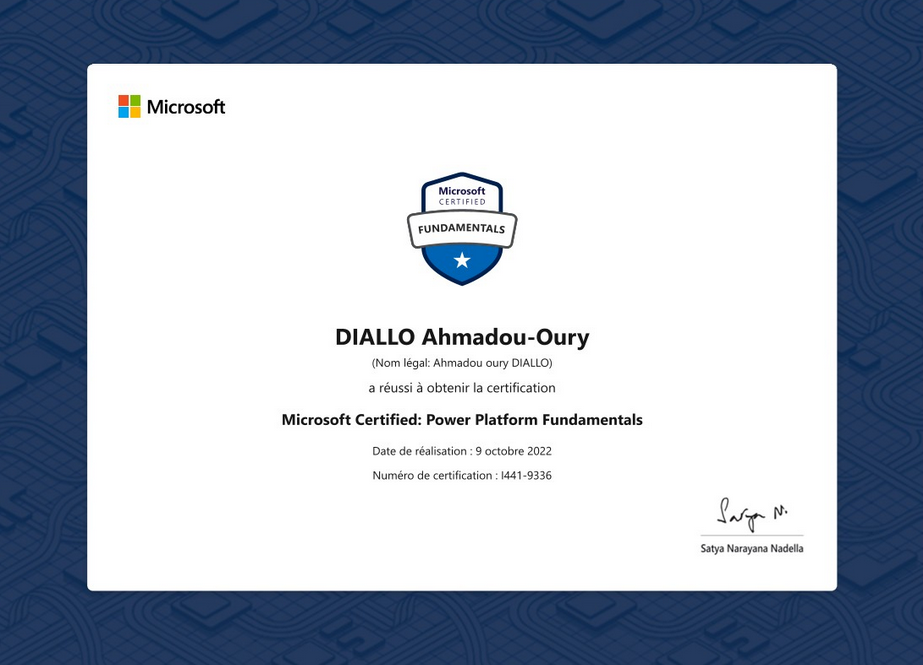 Microsoft
Microsoft
CERTIFIED
FUNDAMENTALS
DIALLO Ahmadou-Oury
(Nom légal: Ahmadou oury DIALLO)
a réussi à obtenir la certification
Microsoft Certified: Power Platform Fundamentals
Date de réalisation : 9 octobre 2022
Numéro de certification : I441-9336
Satya N.
Satya Narayana Nadella